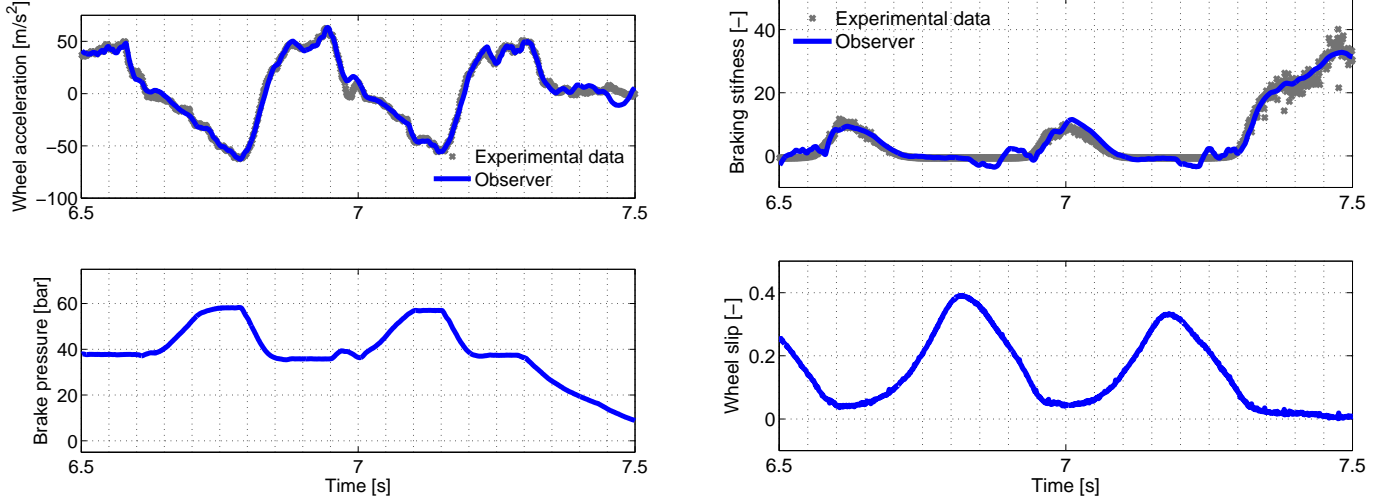 Wheel acceleration [m/s²]
50
0
−50
−100
Experimental data
Observer
6.5
7
7.5
Braking stifness [−]
40
20
0
Experimental data
Observer
6.5
7
7.5
Brake pressure [bar]
60
40
20
0
6.5
7
7.5
Time [s]
Wheel slip [−]
0.4
0.2
0
6.5
7
7.5
Time [s]